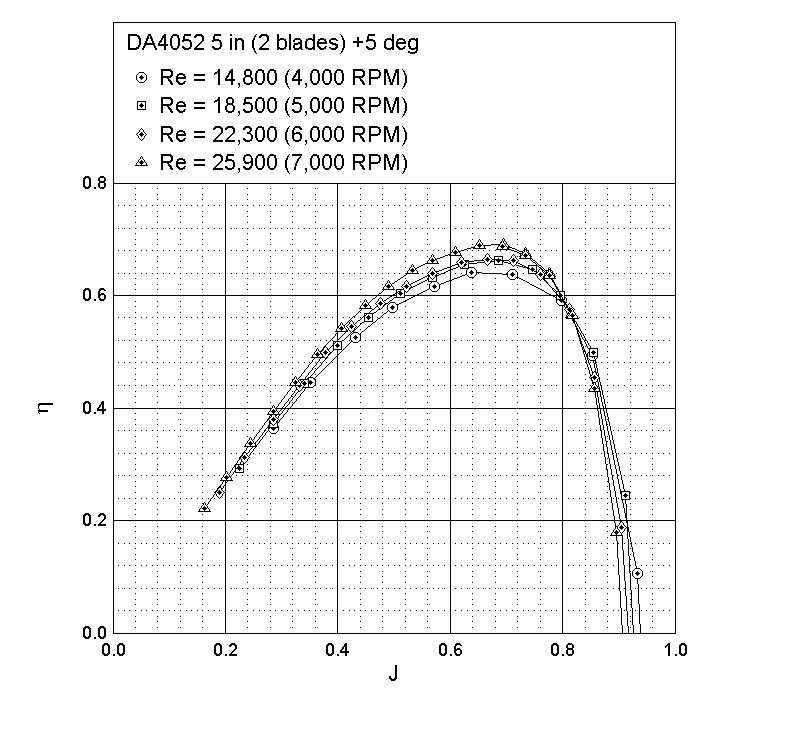 DA4052 5 in (2 blades) +5 deg
Re = 14,800 (4,000 RPM)
Re = 18,500 (5,000 RPM)
Re = 22,300 (6,000 RPM)
Re = 25,900 (7,000 RPM)
0.8
0.6
0.4
η
0.2
0.0
0.0 0.2 0.4 0.6 0.8 1.0
J